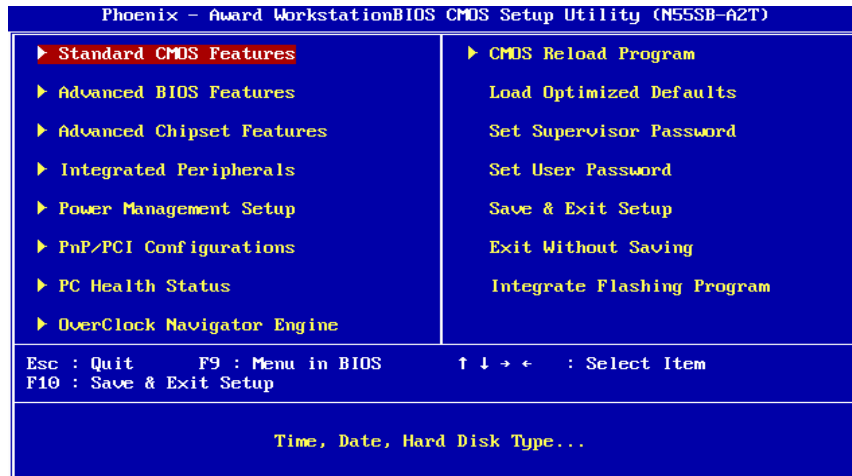 Phoenix - Award WorkstationBIOS CMOS Setup Utility (N55SB-A2T)
Standard CMOS Features
Advanced BIOS Features
Advanced Chipset Features
Integrated Peripherals
Power Management Setup
PnP/PCI Configurations
PC Health Status
OverClock Navigator Engine
CMOS Reload Program
Load Optimized Defaults
Set Supervisor Password
Set User Password
Save & Exit Setup
Exit Without Saving
Integrate Flashing Program
Esc : Quit F9 : Menu in BIOS ↑ ↓ → ← : Select Item
F10 : Save & Exit Setup
Time, Date, Hard Disk Type...